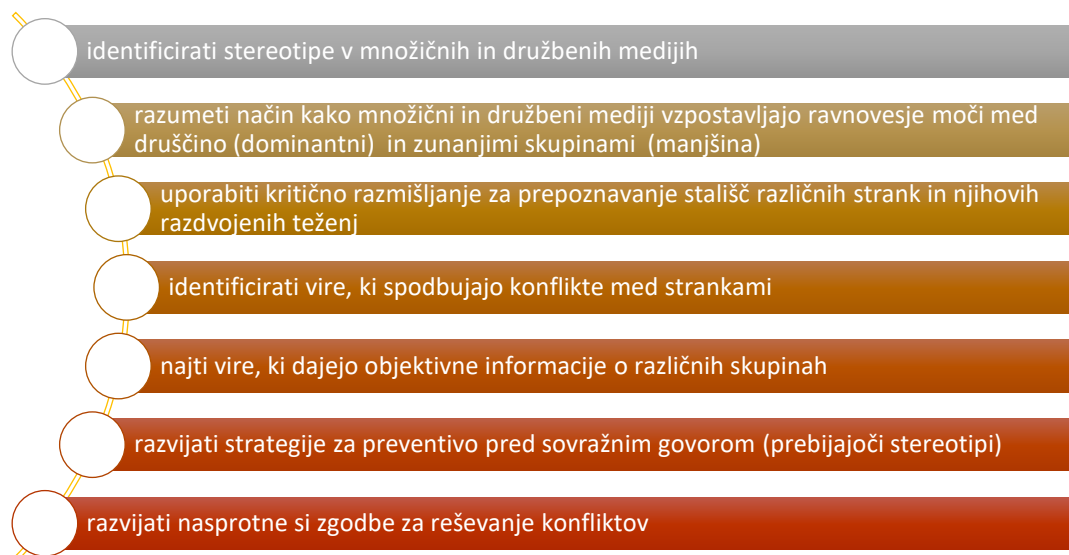 identificirati stereotipe v množičnih in družbenih medijih
razumeti način kako množični in družbeni mediji vzpostavljajo ravnovesje moči med
druščino (dominantni)  in zunanjimi skupinami  (manjšina)
uporabiti kritično razmišljanje za prepoznavanje stališč različnih strank in njihovih
razdvojenih teženj
identificirati vire, ki spodbujajo konflikte med strankami
najti vire, ki dajejo objektivne informacije o različnih skupinah
razvijati strategije za preventivo pred sovražnim govorom (prebijajoči stereotipi)
razvijati nasprotne si zgodbe za reševanje konfliktov